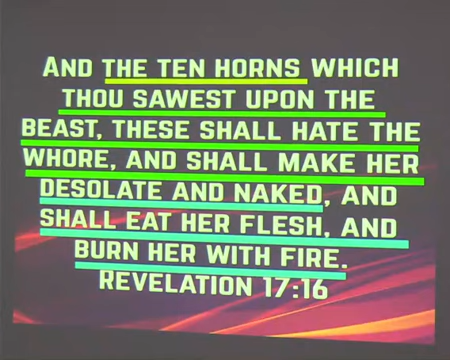 AND THE TEN HORNS WHICH
THOU SAWEST UPON THE
BEAST, THESE SHALL HATE THE
WHORE, AND SHALL MAKE HER
DESOLATE AND NAKED, AND
SHALL EAT HER FLESH, AND
BURN HER WITH FIRE.
REVELATION 17:16